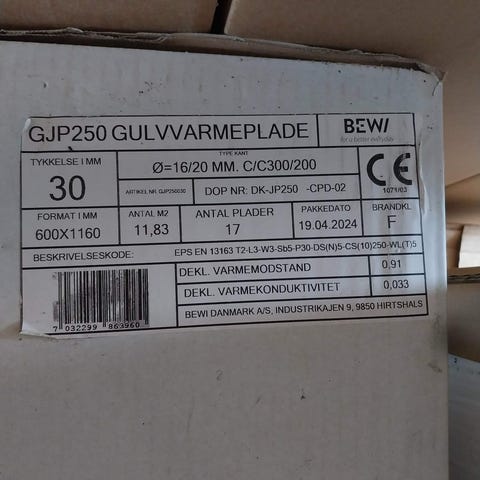 GJP250 GULVVARMEPLADE
BEWi
for a better everyday
TYKKELSE I MM
30
TYPE KANT
Ø=16/20 MM. C/C300/200
ARTIKEL NR. GJP250030
DOP NR: DK-JP250 -CPD-02
CE
1071/03
FORMAT I MM
600X1160
ANTAL M2
11,83
ANTAL PLADER
17
PAKKEDATO
19.04.2024
BRANDKL
F
BESKRIVELSESKODE: EPS EN 13163 T2-L3-W3-Sb5-P30-DS(N)5-CS(10)250-WL(T)5
DEKL. VARMEMODSTAND 0,91
DEKL. VARMEKONDUKTIVITET 0,033
BEWI DANMARK A/S, INDUSTRIKAJEN 9, 9850 HIRTSHALS
7 032299 863960